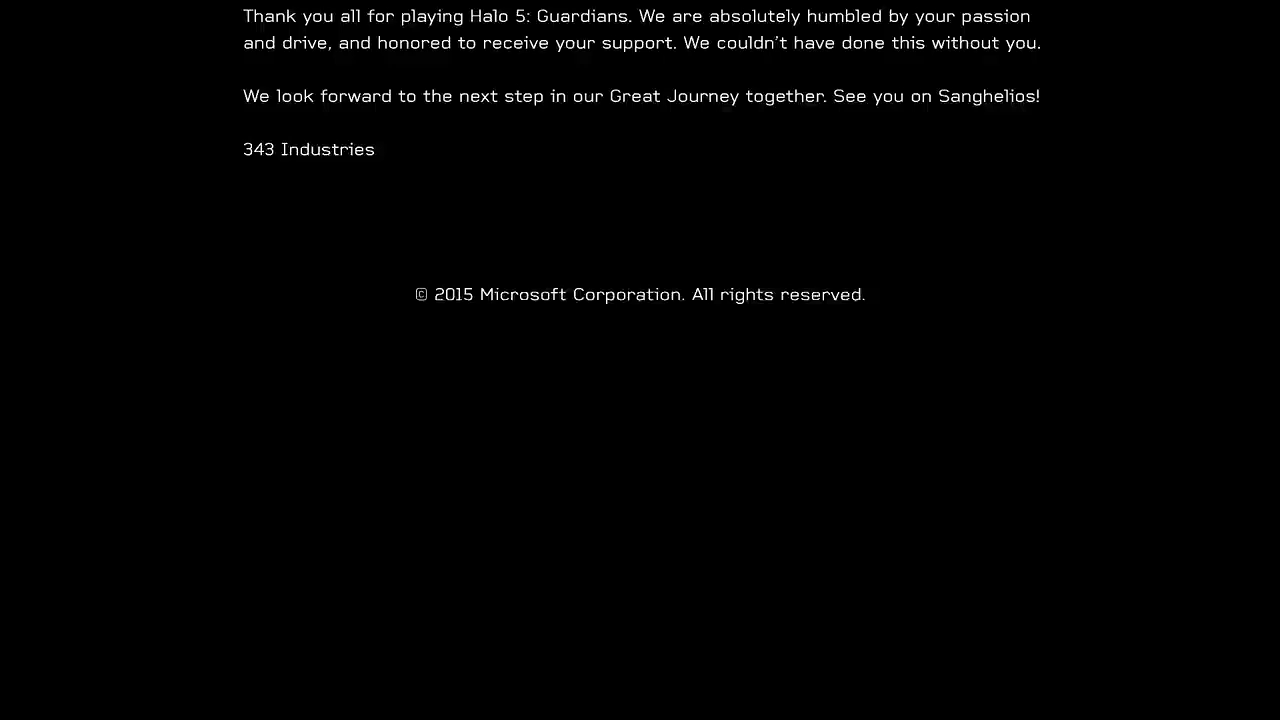 Thank you all for playing Halo 5: Guardians. We are absolutely humbled by your passion
and drive, and honored to receive your support. We couldn’t have done this without you.
We look forward to the next step in our Great Journey together. See you on Sanghelios!
343 Industries
© 2015 Microsoft Corporation. All rights reserved.